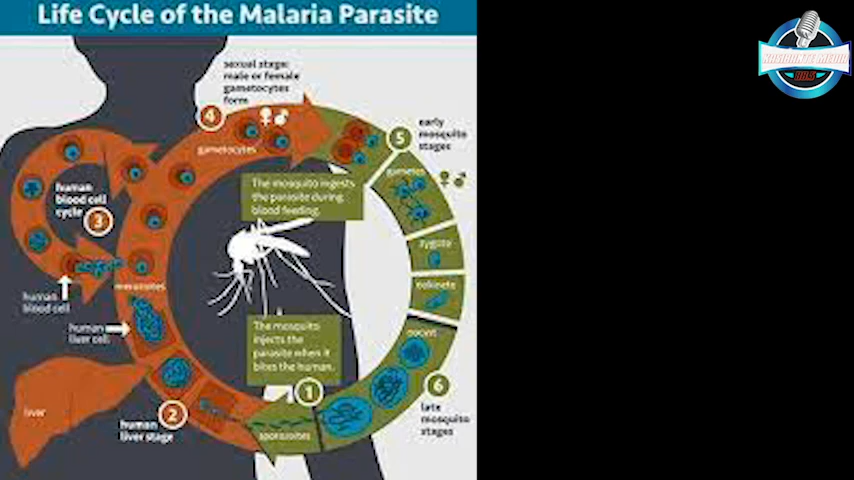 Life Cycle of the Malaria Parasite
sexual stage:
male or female
gametocytes
form
4
gametocytes
5
early
mosquito
stages
gametes
The mosquito ingests
the parasite during
blood feeding.
human
blood cell
cycle
3
zygote
ookinete
merozoites
human
blood cell
human
liver cell
The mosquito
injects the
parasite when it
bites the human.
oocyst
1
6
late
mosquito
stages
liver
2
human
liver stage
sporozoites